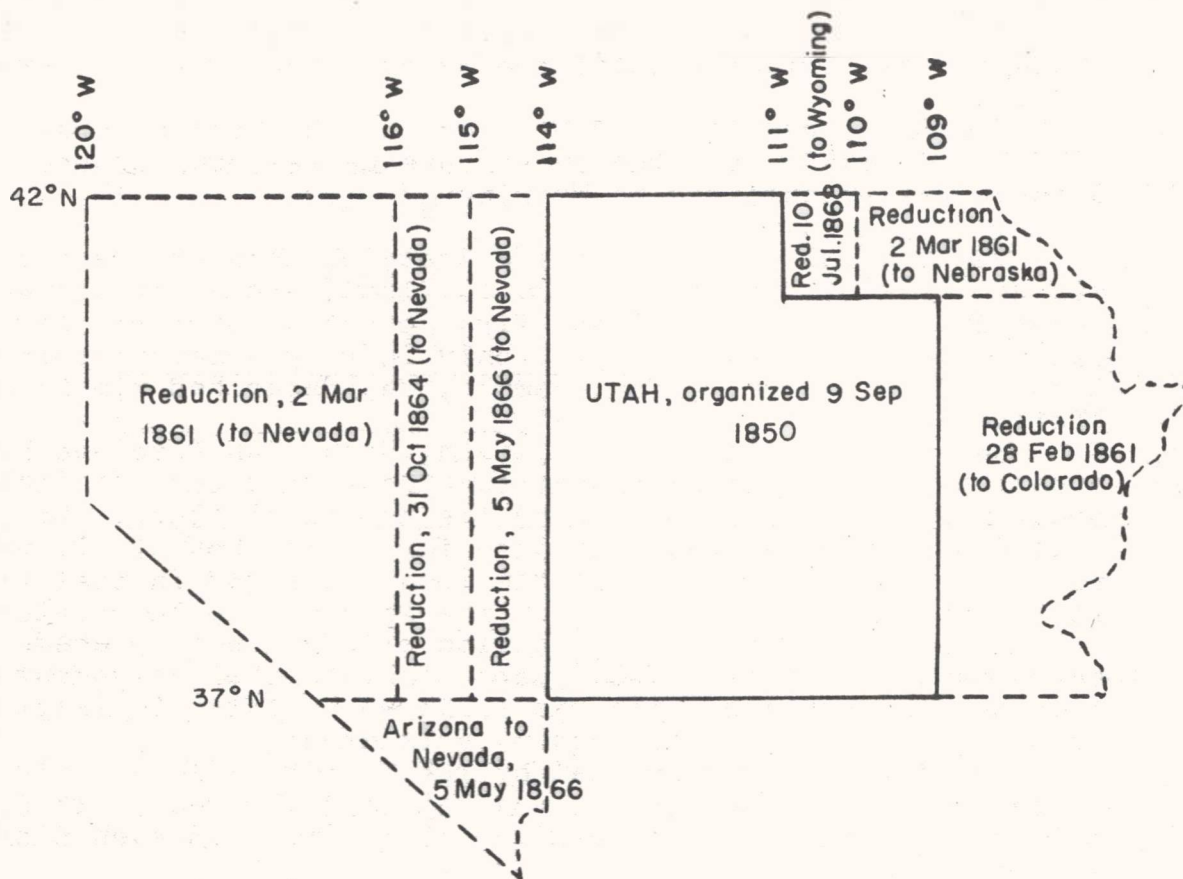 120° W
116° W
115° W
114° W
111° W
(to Wyoming)
110° W
109° W
42° N
Red. 10
Jul. 1868
Reduction
2 Mar 1861
(to Nebraska)
Reduction, 2 Mar
1861 (to Nevada)
Reduction, 31 Oct 1864 (to Nevada)
Reduction, 5 May 1866 (to Nevada)
UTAH, organized 9 Sep
1850
Reduction
28 Feb 1861
(to Colorado)
37° N
Arizona to
Nevada,
5 May 1866